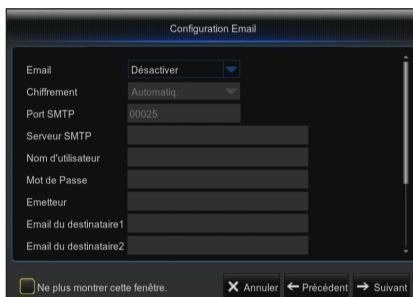 Configuration Email
Email Désactiver
Chiffrement Automatiq.
Port SMTP 00025
Serveur SMTP
Nom d'utilisateur
Mot de Passe
Emetteur
Email du destinataire1
Email du destinataire2
Ne plus montrer cette fenêtre. Annuler Précédent Suivant